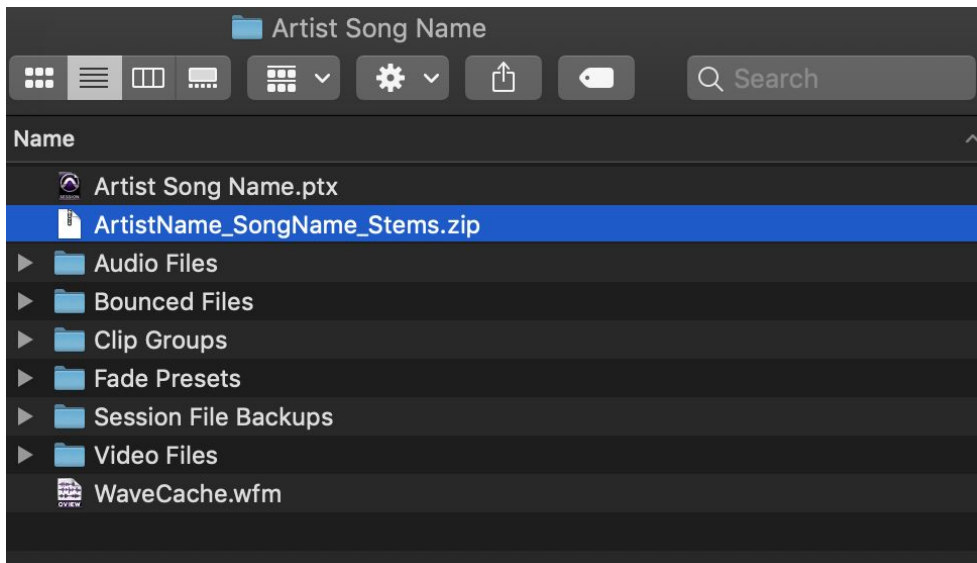 Artist Song Name
Search
Name
Artist Song Name.ptx
ArtistName_SongName_Stems.zip
Audio Files
Bounced Files
Clip Groups
Fade Presets
Session File Backups
Video Files
WaveCache.wfm